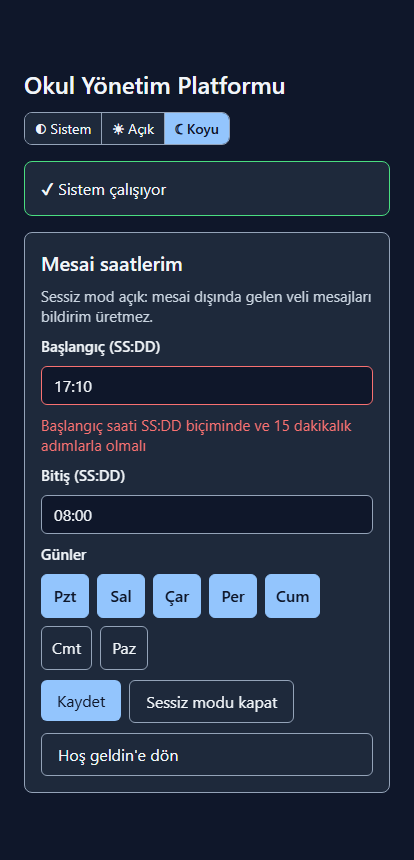 Okul Yönetim Platformu
Sistem Açık Koyu
Sistem çalışıyor
Mesai saatlerim
Sessiz mod açık: mesai dışında gelen veli mesajları
bildirim üretmez.
Başlangıç (SS:DD)
17:10
Başlangıç saati SS:DD biçiminde ve 15 dakikalık
adımlarla olmalı
Bitiş (SS:DD)
08:00
Günler
Pzt Sal Çar Per Cum
Cmt Paz
Kaydet Sessiz modu kapat
Hoş geldin'e dön